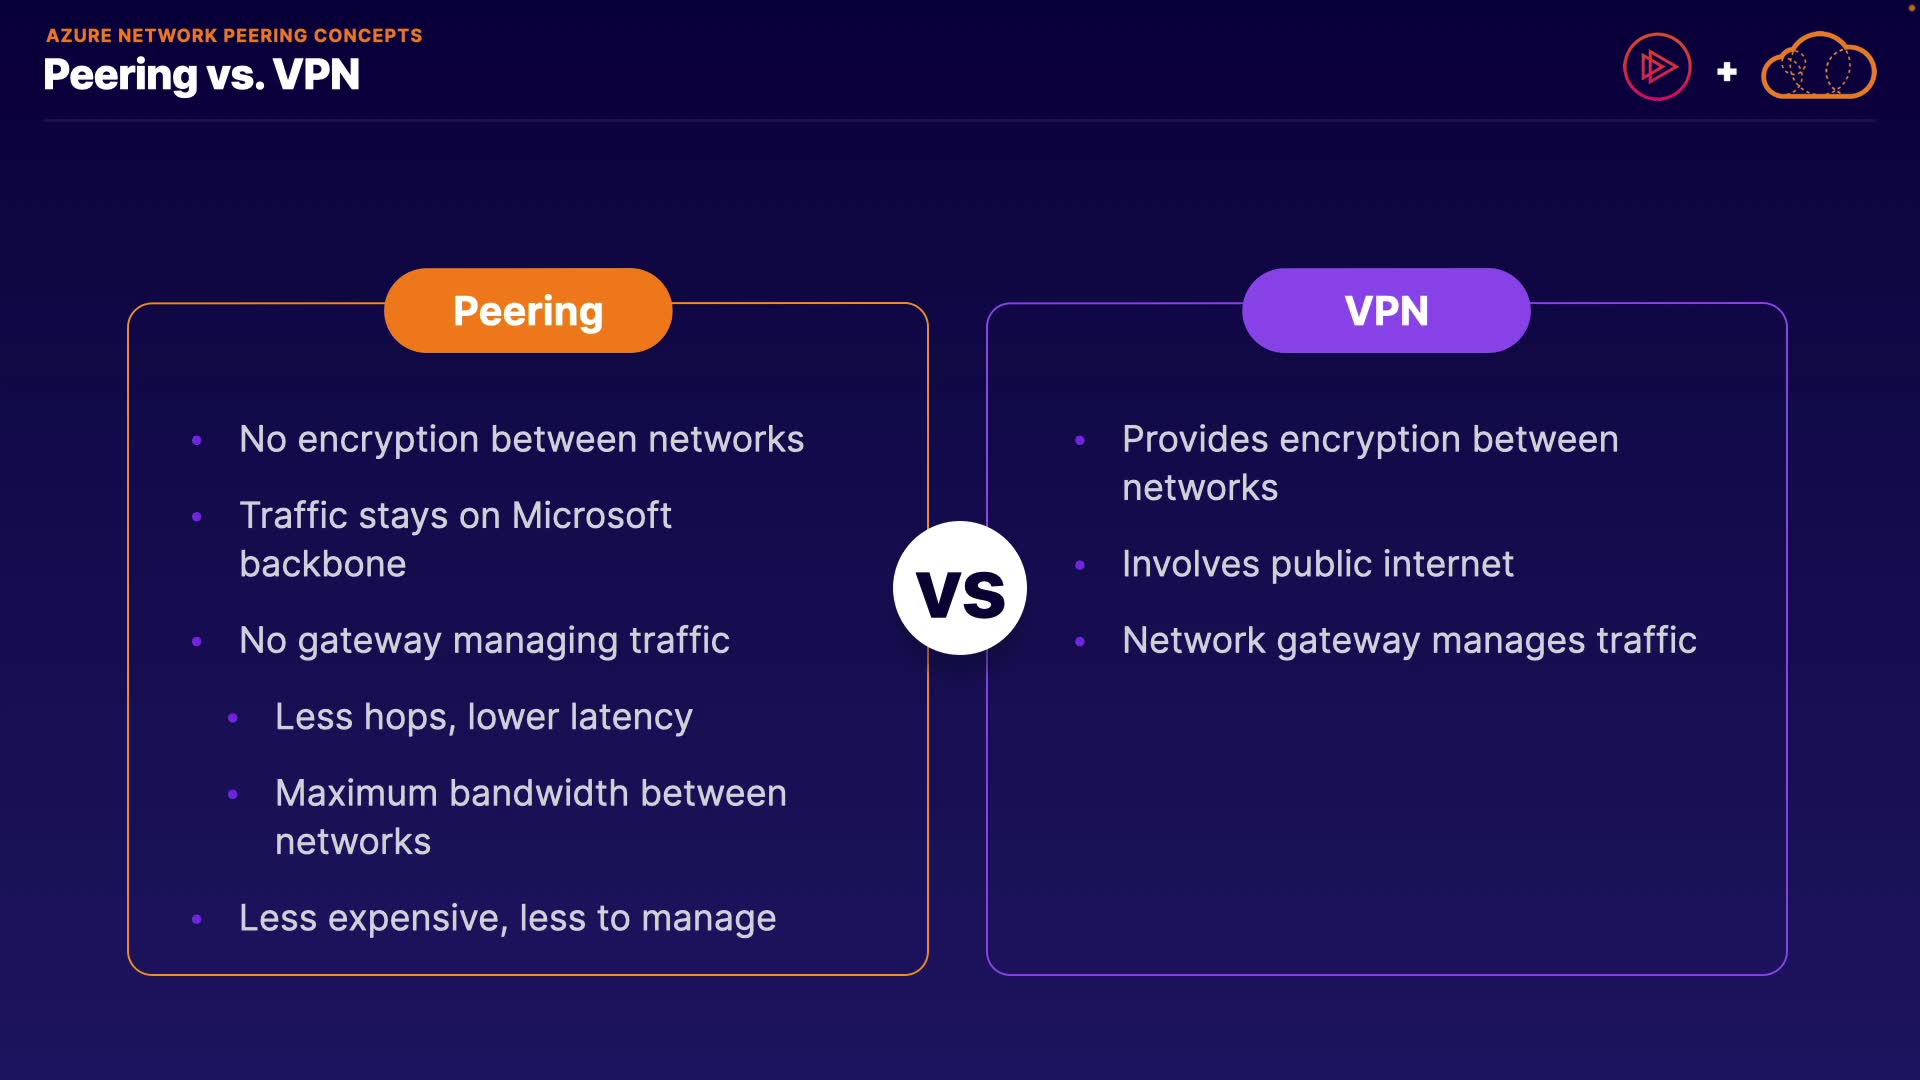 AZURE NETWORK PEERING CONCEPTS
Peering vs. VPN
+
Peering
• No encryption between networks
• Traffic stays on Microsoft
backbone
• No gateway managing traffic
• Less hops, lower latency
• Maximum bandwidth between
networks
• Less expensive, less to manage
vs
VPN
• Provides encryption between
networks
• Involves public internet
• Network gateway manages traffic